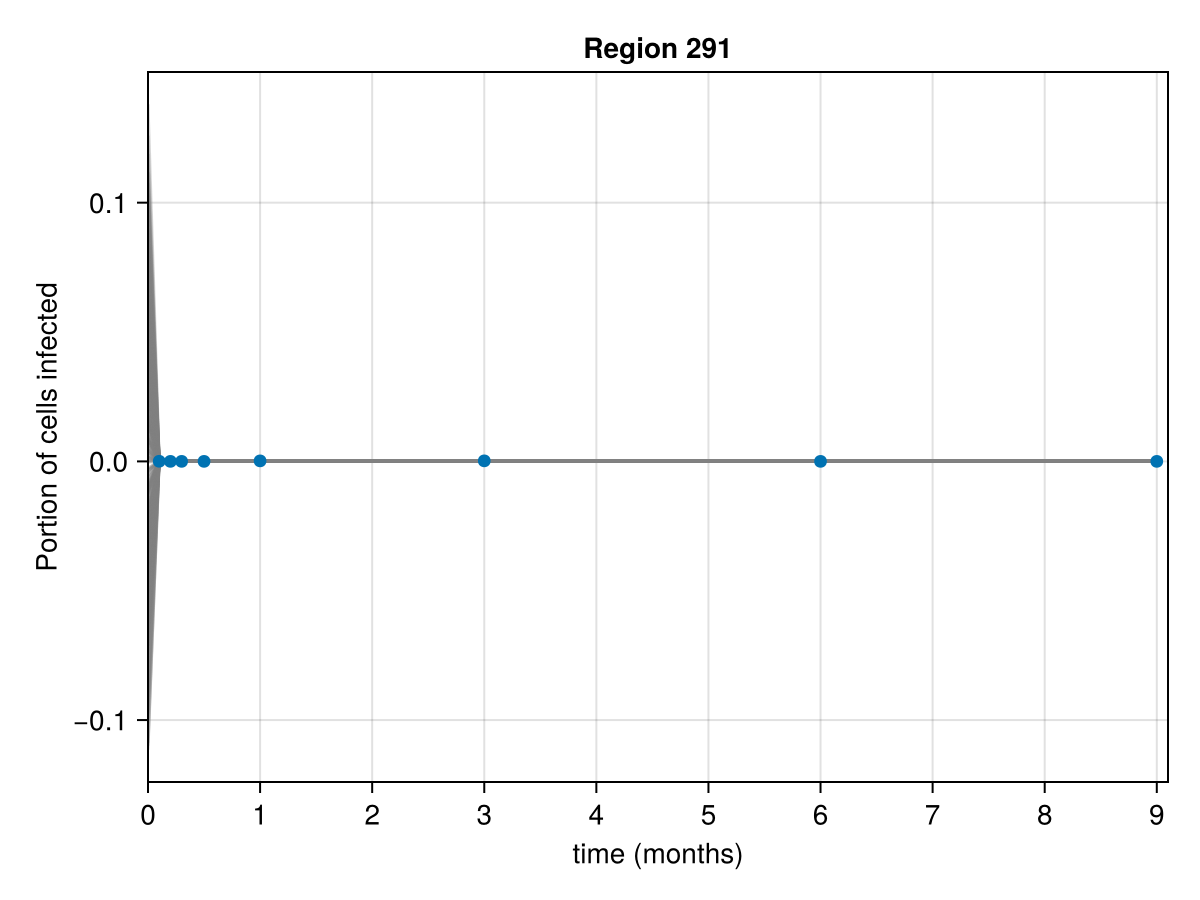 Region 291
Portion of cells infected
0.1
0.0
−0.1
0 1 2 3 4 5 6 7 8 9
time (months)